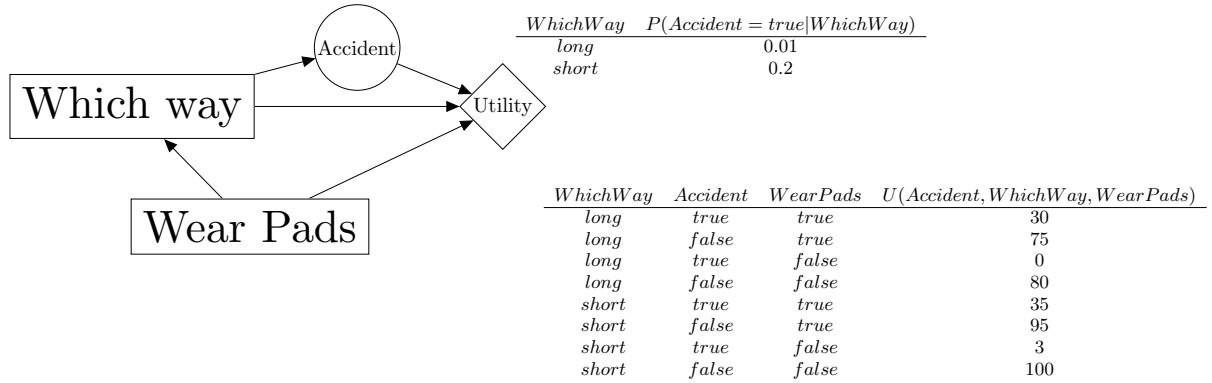 Accident
Which way
Utility
Wear Pads
WhichWay P(Accident = true|WhichWay)
long 0.01
short 0.2
WhichWay Accident WearPads U(Accident, WhichWay, WearPads)
long true true 30
long false true 75
long true false 0
long false false 80
short true true 35
short false true 95
short true false 3
short false false 100